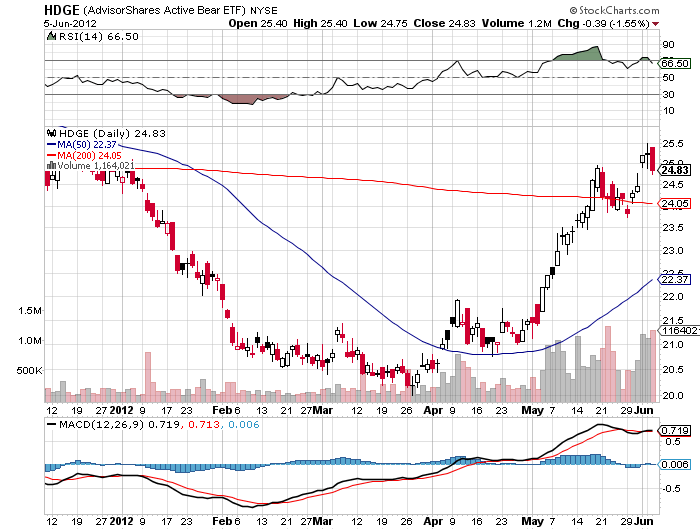 HDGE (AdvisorShares Active Bear ETF) NYSE © StockCharts.com
5-Jun-2012 Open 25.40 High 25.40 Low 24.75 Close 24.83 Volume 1.2M Chg -0.39 (-1.55%)
RSI(14) 66.50
90
70
66.50
50
30
10
HDGE (Daily) 24.83
MA(50) 22.37
MA(200) 24.05
Volume 1,164,021
25.5
25.0
24.83
24.5
24.05
23.5
23.0
22.37
22.0
21.5
116402
21.0
20.5
20.0
1.5M
1.0M
500K
12 19 27 2012 9 17 23 Feb 6 13 21 27 Mar 12 19 26 Apr 9 16 23 May 7 14 21 29 Jun
MACD(12,26,9) 0.719, 0.713, 0.006
0.719
0.5
0.006
-0.5
12 19 27 2012 9 17 23 Feb 6 13 21 27 Mar 12 19 26 Apr 9 16 23 May 7 14 21 29 Jun